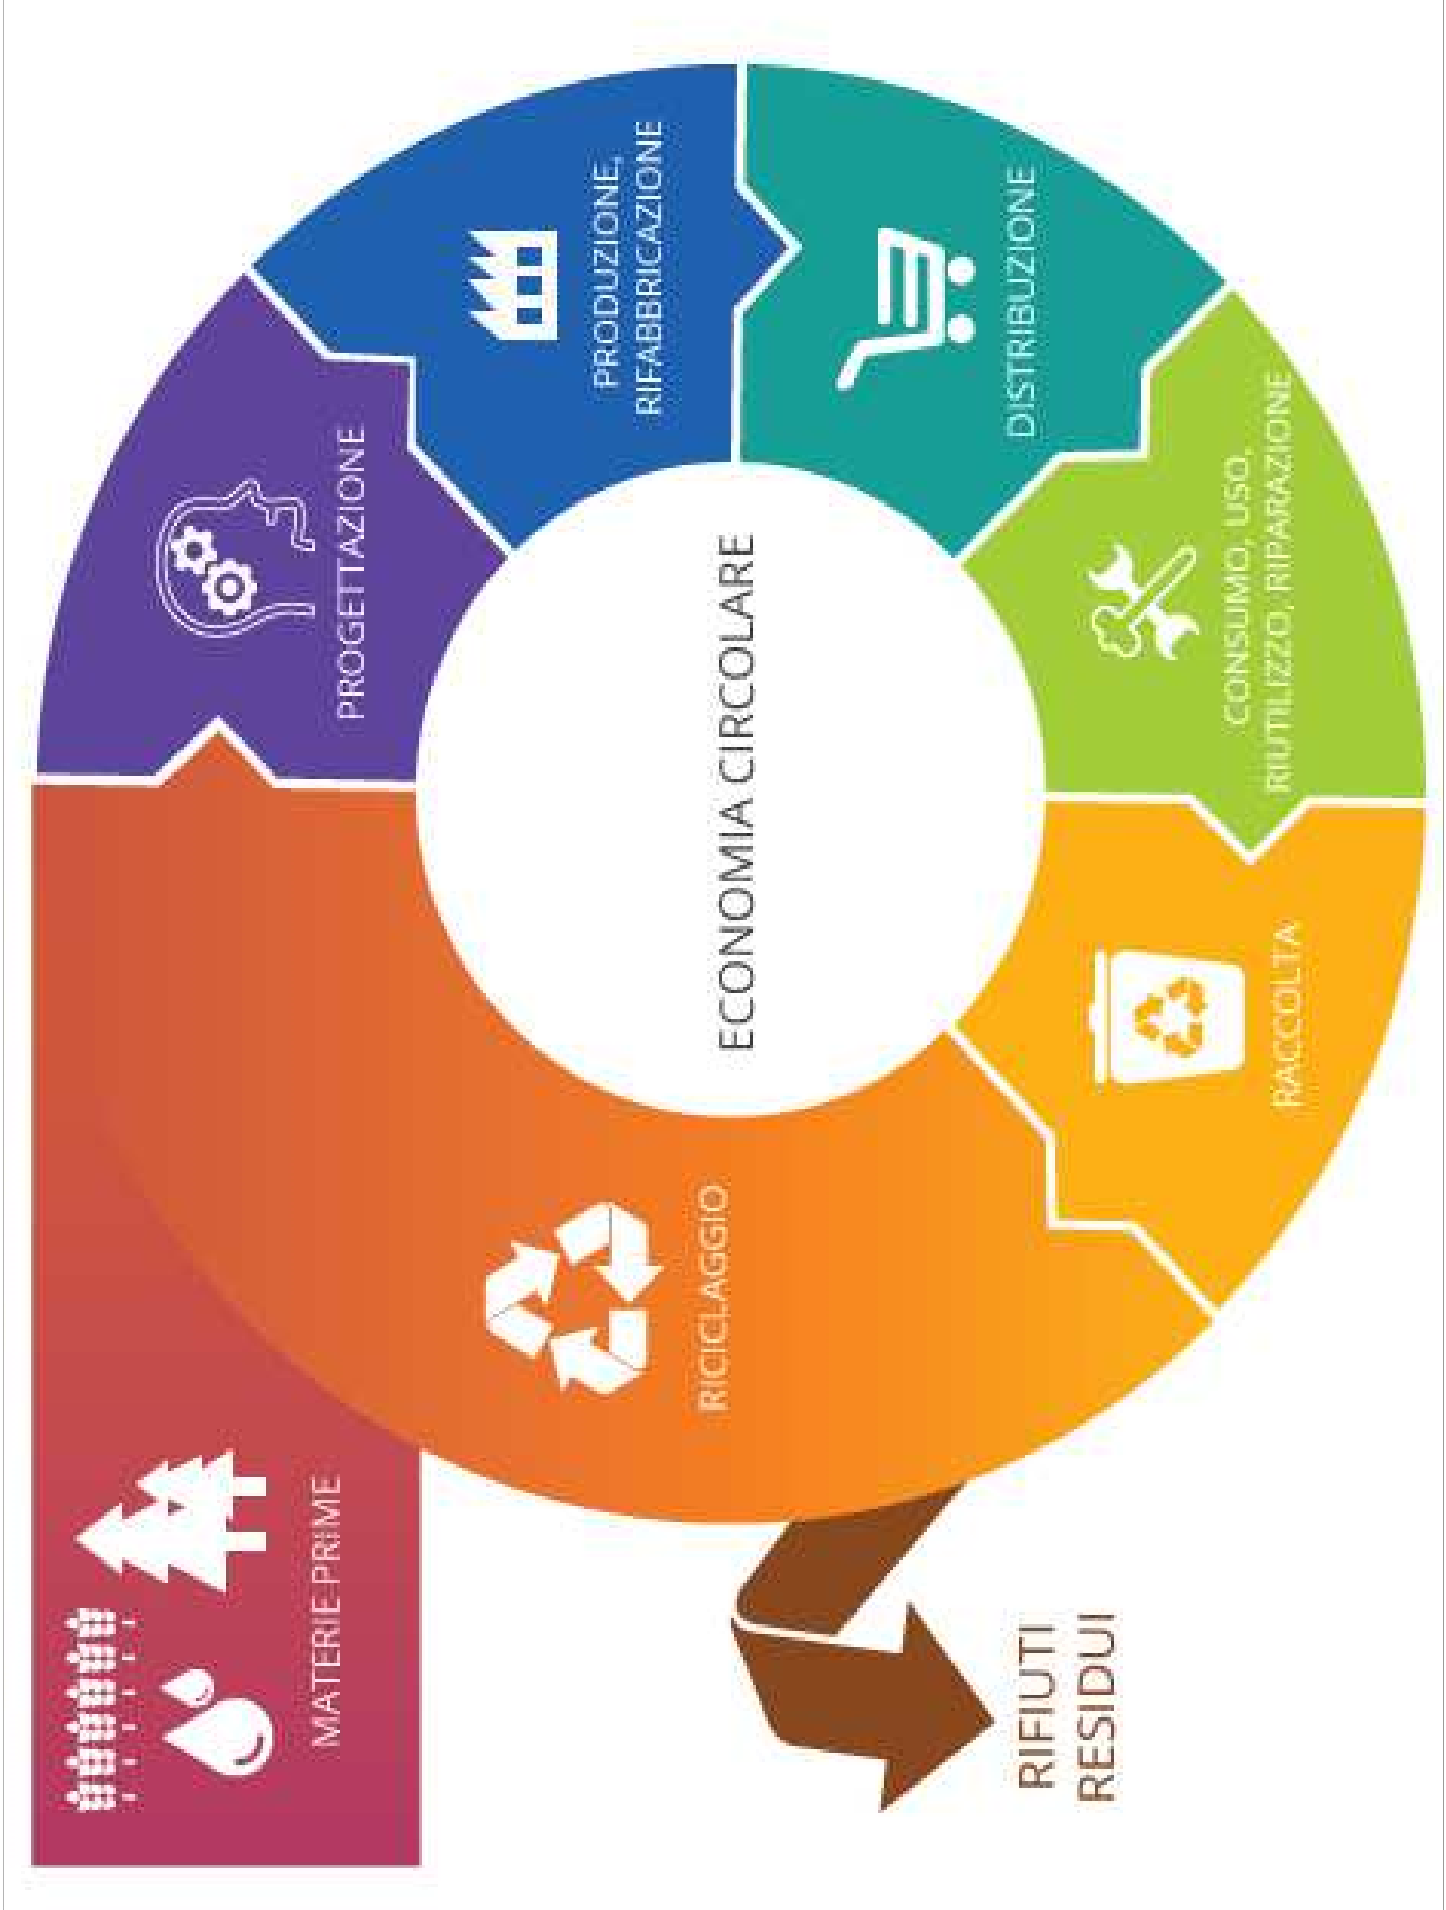 MATERIE PRIME
PROGETTAZIONE
PRODUZIONE,
RIFABBRICAZIONE
DISTRIBUZIONE
CONSUMO, USO,
RIUTILIZZO, RIPARAZIONE
RACCOLTA
RICICLAGGIO
RIFIUTI
RESIDUI
ECONOMIA CIRCOLARE